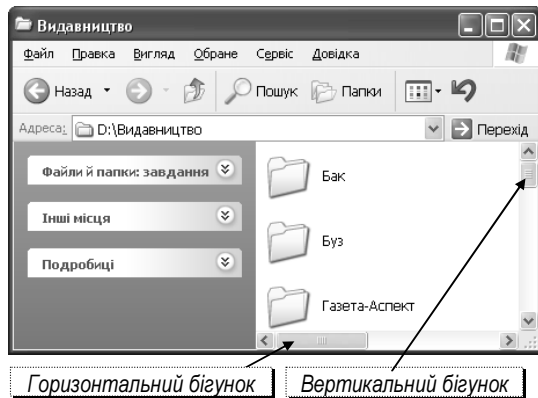 Видавництво
Файл Правка Вигляд Обране Сервіс Довідка
Назад Пошук Папки
Адреса: D:\Видавництво Перехід
Файли й папки: завдання
Бак
Інші місця
Буз
Подробиці
Газета-Аспект
Горизонтальний бігунок Вертикальний бігунок